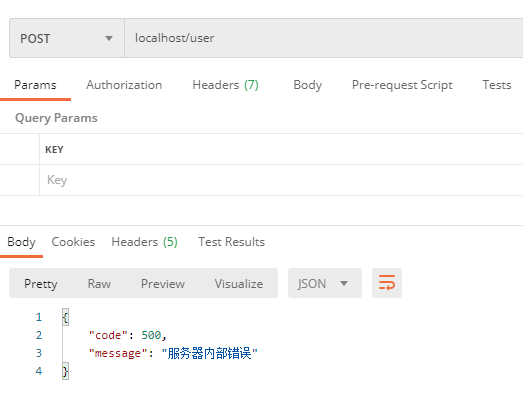 POST localhost/user
Params Authorization Headers (7) Body Pre-request Script Tests
Query Params
KEY
Key
Body Cookies Headers (5) Test Results
Pretty Raw Preview Visualize JSON
1 {
2 "code": 500,
3 "message": "服务器内部错误"
4 }